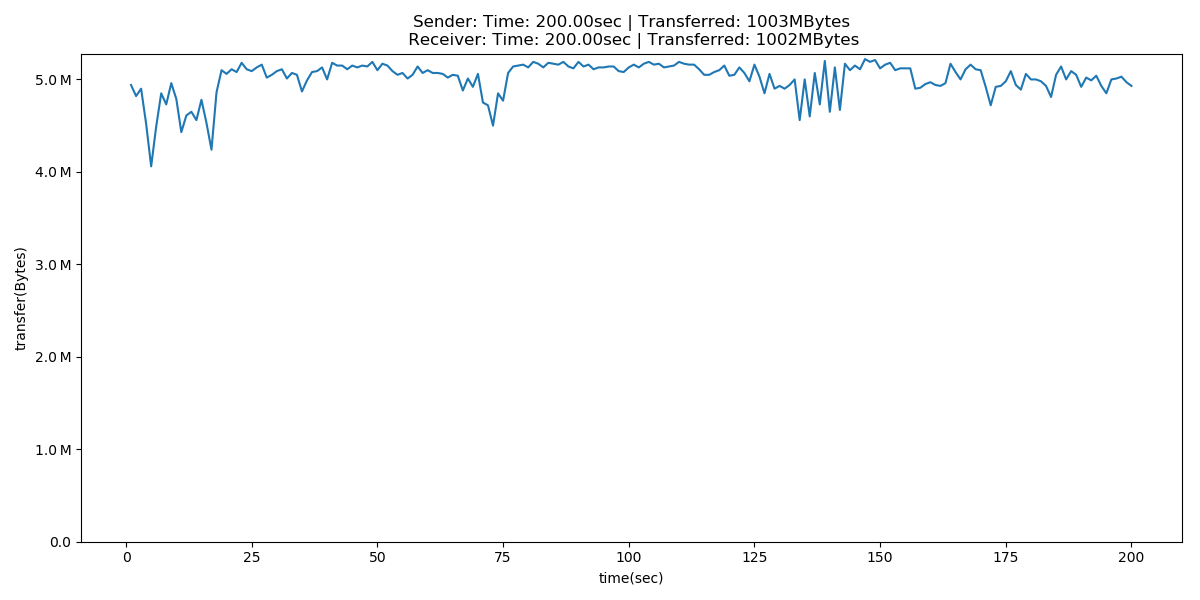 Sender: Time: 200.00sec | Transferred: 1003MBytes
Receiver: Time: 200.00sec | Transferred: 1002MBytes
transfer(Bytes)
5.0 M
4.0 M
3.0 M
2.0 M
1.0 M
0.0
0 25 50 75 100 125 150 175 200
time(sec)